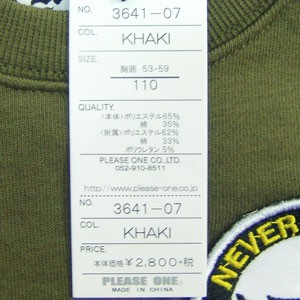 NO. 3641-07
COL. KHAKI
SIZE. 胸囲 53-59
110
QUALITY.
〈本体〉ポリエステル65%
綿 35%
〈附属〉ポリエステル62%
綿 33%
ポリウレタン 5%
PLEASE ONE CO.,LTD.
052-910-8511
http://www.please-one.co.jp
NO. 3641-07
COL. KHAKI
PRICE.
本体価格 ¥2,800+税
PLEASE ONE.
MADE IN CHINA
NEVER